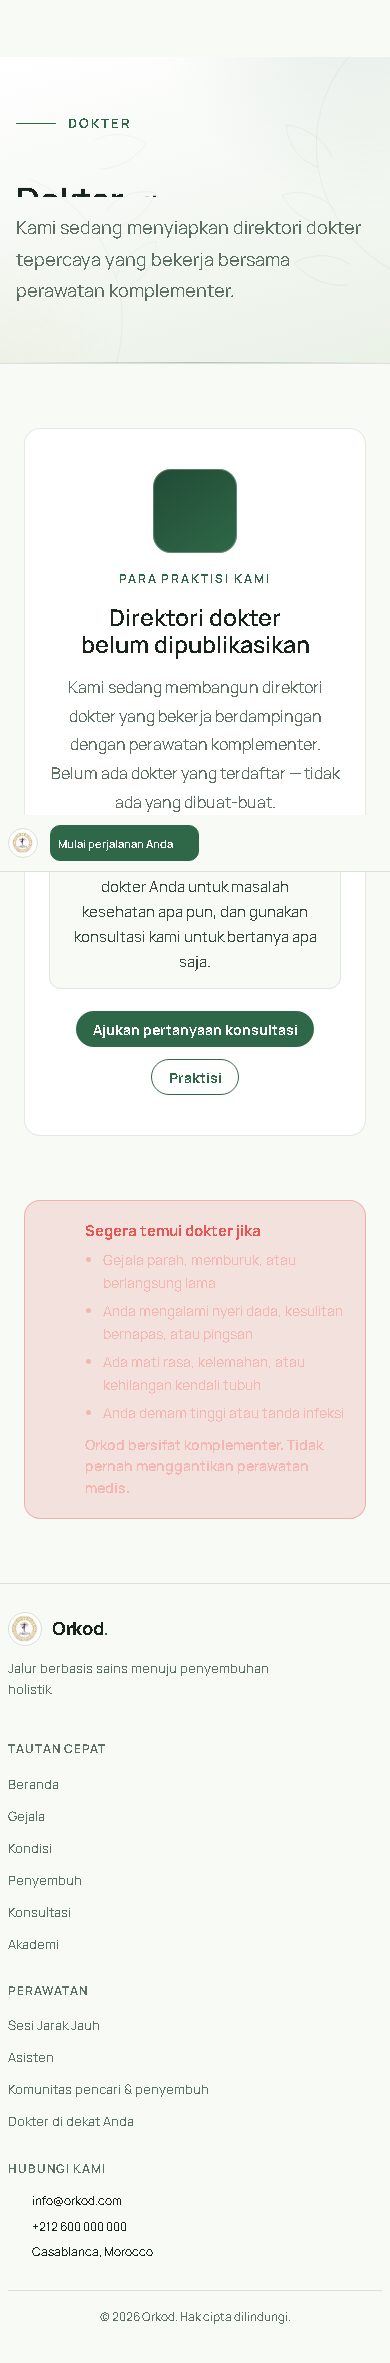 DOKTER
Kami sedang menyiapkan direktori dokter
tepercaya yang bekerja bersama
perawatan komplementer.
PARA PRAKTISI KAMI
Direktori dokter
belum dipublikasikan
Kami sedang membangun direktori
dokter yang bekerja berdampingan
dengan perawatan komplementer.
Belum ada dokter yang terdaftar — tidak
ada yang dibuat-buat.
Mulai perjalanan Anda
dokter Anda untuk masalah
kesehatan apa pun, dan gunakan
konsultasi kami untuk bertanya apa
saja.
Ajukan pertanyaan konsultasi
Praktisi
Segera temui dokter jika
• Gejala parah, memburuk, atau
berlangsung lama
• Anda mengalami nyeri dada, kesulitan
bernapas, atau pingsan
• Ada mati rasa, kelemahan, atau
kehilangan kendali tubuh
• Anda demam tinggi atau tanda infeksi
Orkod bersifat komplementer. Tidak
pernah menggantikan perawatan
medis.
Orkod.
Jalur berbasis sains menuju penyembuhan
holistik.
TAUTAN CEPAT
Beranda
Gejala
Kondisi
Penyembuh
Konsultasi
Akademi
PERAWATAN
Sesi Jarak Jauh
Asisten
Komunitas pencari & penyembuh
Dokter di dekat Anda
HUBUNGI KAMI
info@orkod.com
+212 600 000 000
Casablanca, Morocco
© 2026 Orkod. Hak cipta dilindungi.